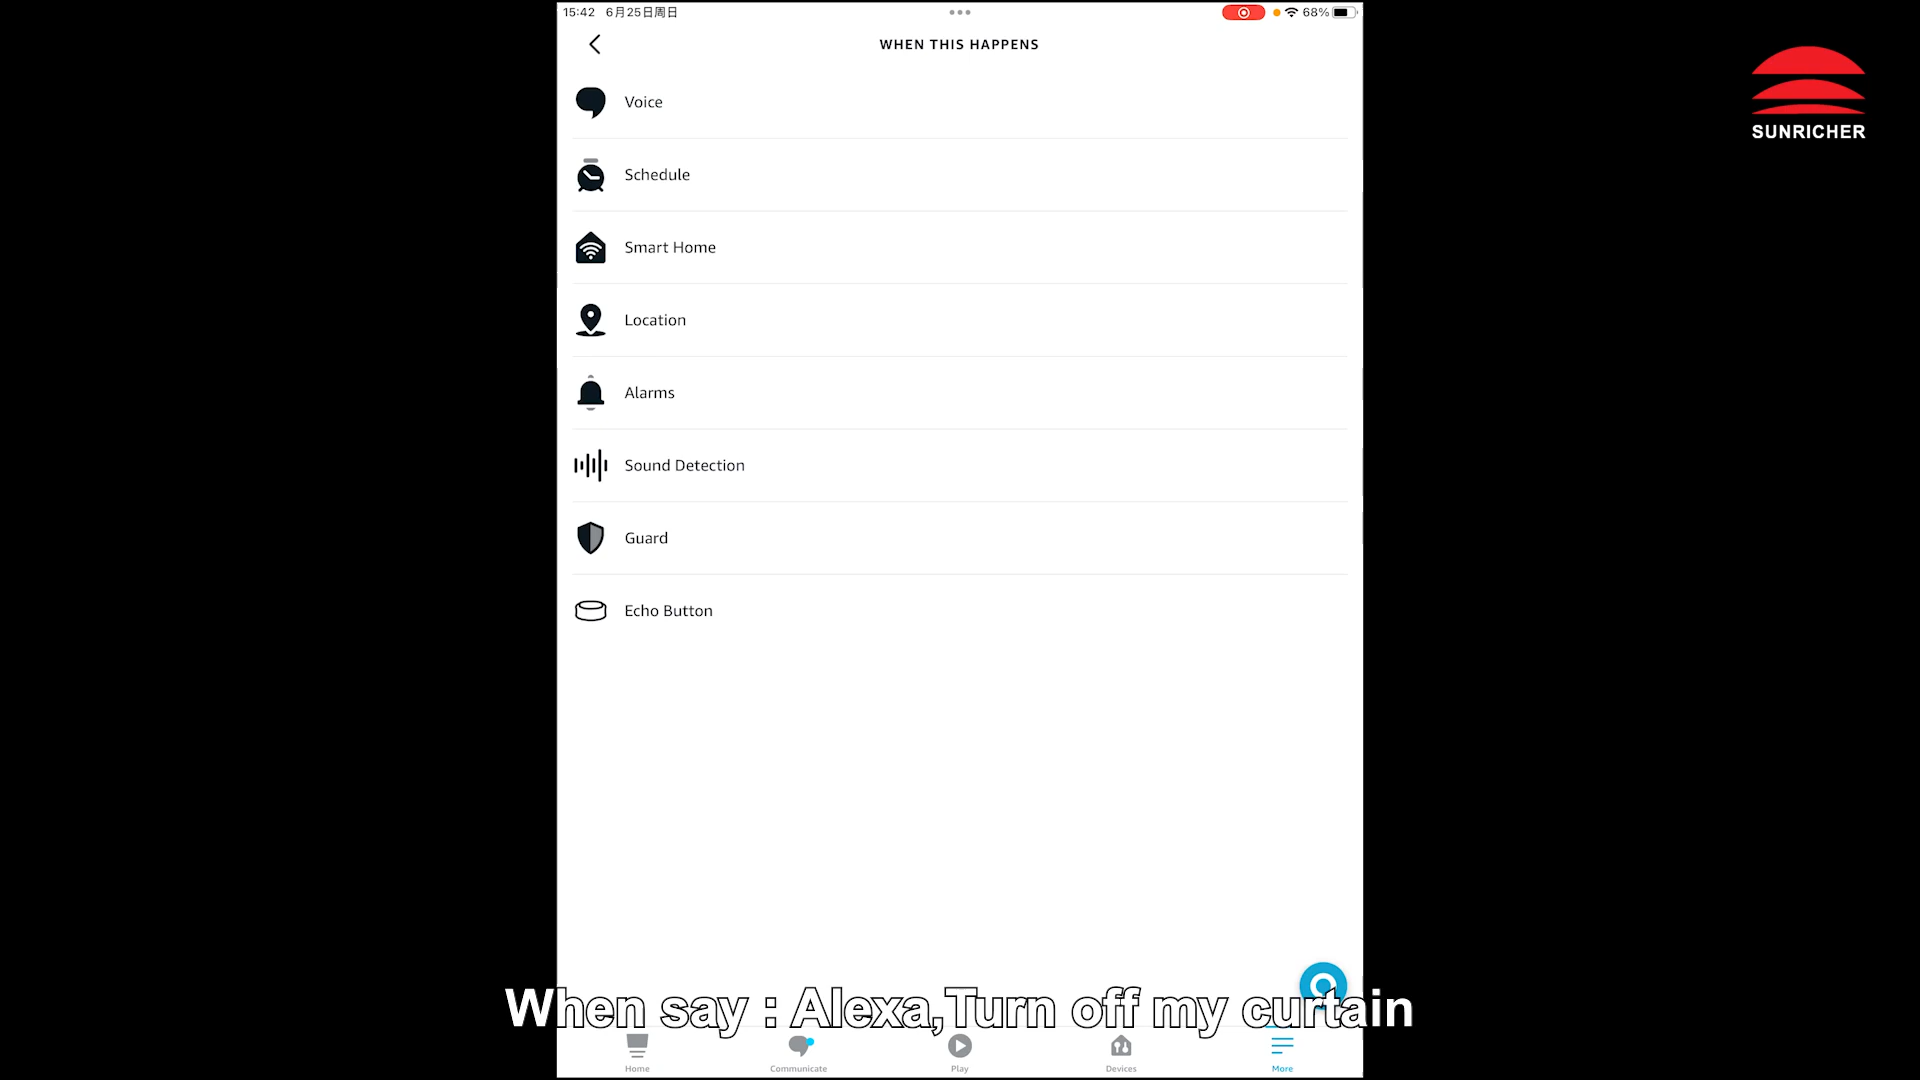 15:42 6月25日周日
68%
WHEN THIS HAPPENS
SUNRICHER
Voice
Schedule
Smart Home
Location
Alarms
Sound Detection
Guard
Echo Button
When say : Alexa,Turn off my curtain
Home
Communicate
Play
Devices
More